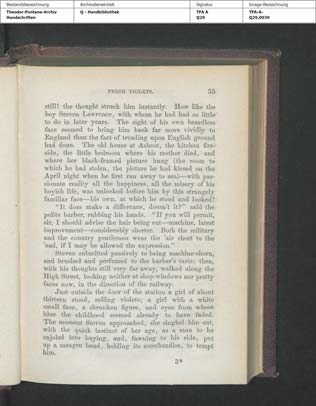 Bestandsbezeichnung
Archivaleneinheit
Signatur
Image-Bezeichnung
Theodor-Fontane-Archiv
Handschriften
Q - Handbibliothek
TFA A
Q29
TFA-A-
Q29,0039
FRESH VIOLETS. 35
still! the thought struck him instantly. How like the
boy Steven Lawrence, with whom he had had so little
to do in later years. The sight of his own beardless
face seemed to bring him back far more vividly to
England than the fact of treading upon English ground
had done. The old house at Ashcot, the kitchen fire-
side, the little bedroom where his mother died, and
where her black-framed picture hung (the room to
which he had stolen, the picture he had kissed on the
April night when he first ran away to sea)—with pas-
sionate reality all the happiness, all the misery of his
boyish life, was unlocked before him by this strangely
familiar face—his own, at which he stood and looked!
"It does make a difference, doesn't it?" said the
polite barber, rubbing his hands. "If you will permit,
sir, I should advise the hair being cut—machine, latest
improvement—considerably shorter. Both the military
and the country gentlemen wear the 'air short to the
'ead, if I may be allowed the expression."
Steven submitted passively to being machine-shorn,
and brushed and perfumed to the barber's taste; then,
with his thoughts still very far away, walked along the
High Street, looking neither at shop-windows nor pretty
faces now, in the direction of the railway.
Just outside the door of the station a girl of about
thirteen stood, selling violets; a girl with a white
small face, a shrunken figure, and eyes from whose
blue the childhood seemed already to have faded.
The moment Steven approached, she singled him out,
with the quick instinct of her age, as a man to be
cajoled into buying, and, fawning to his side, put
up a meagre hand, holding its merchandise, to tempt
him.
3*